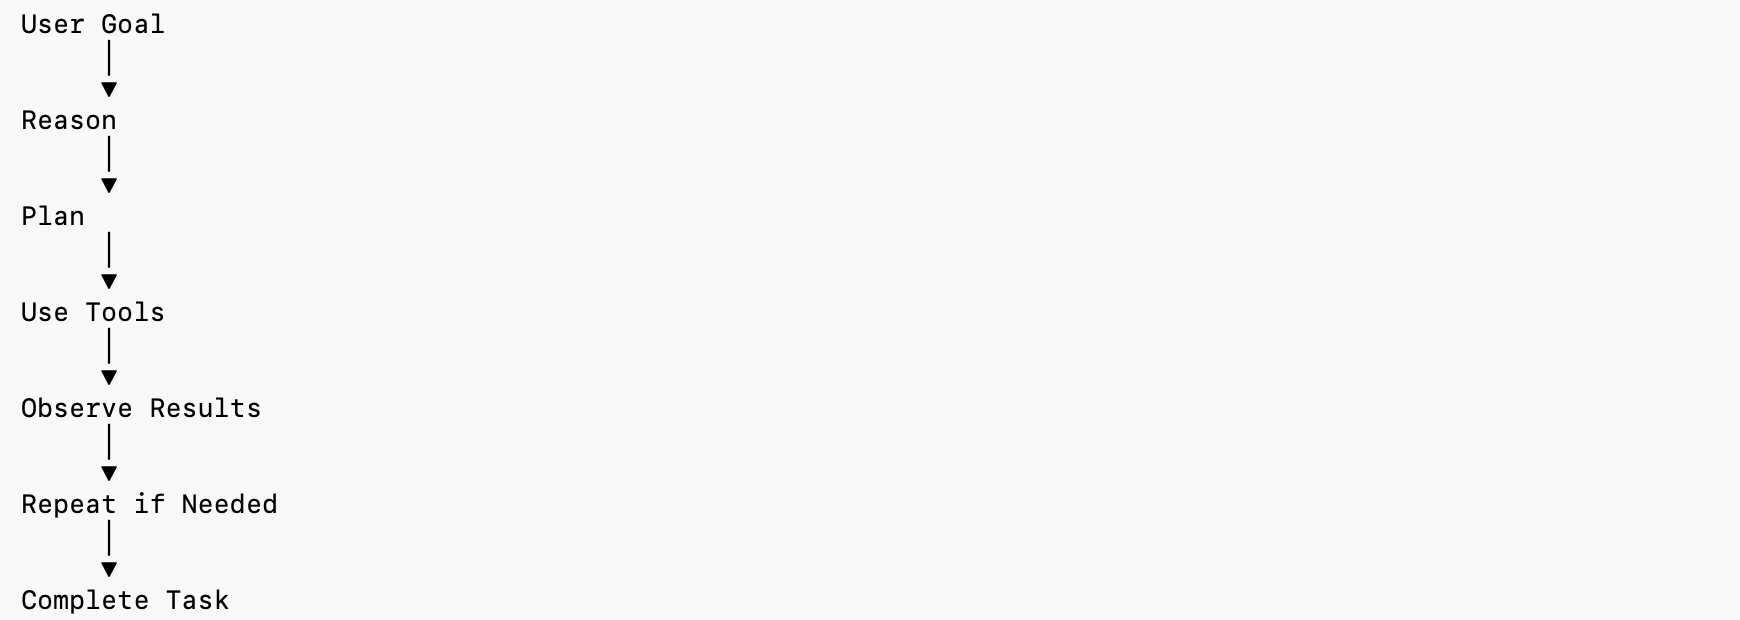 User Goal
Reason
Plan
Use Tools
Observe Results
Repeat if Needed
Complete Task